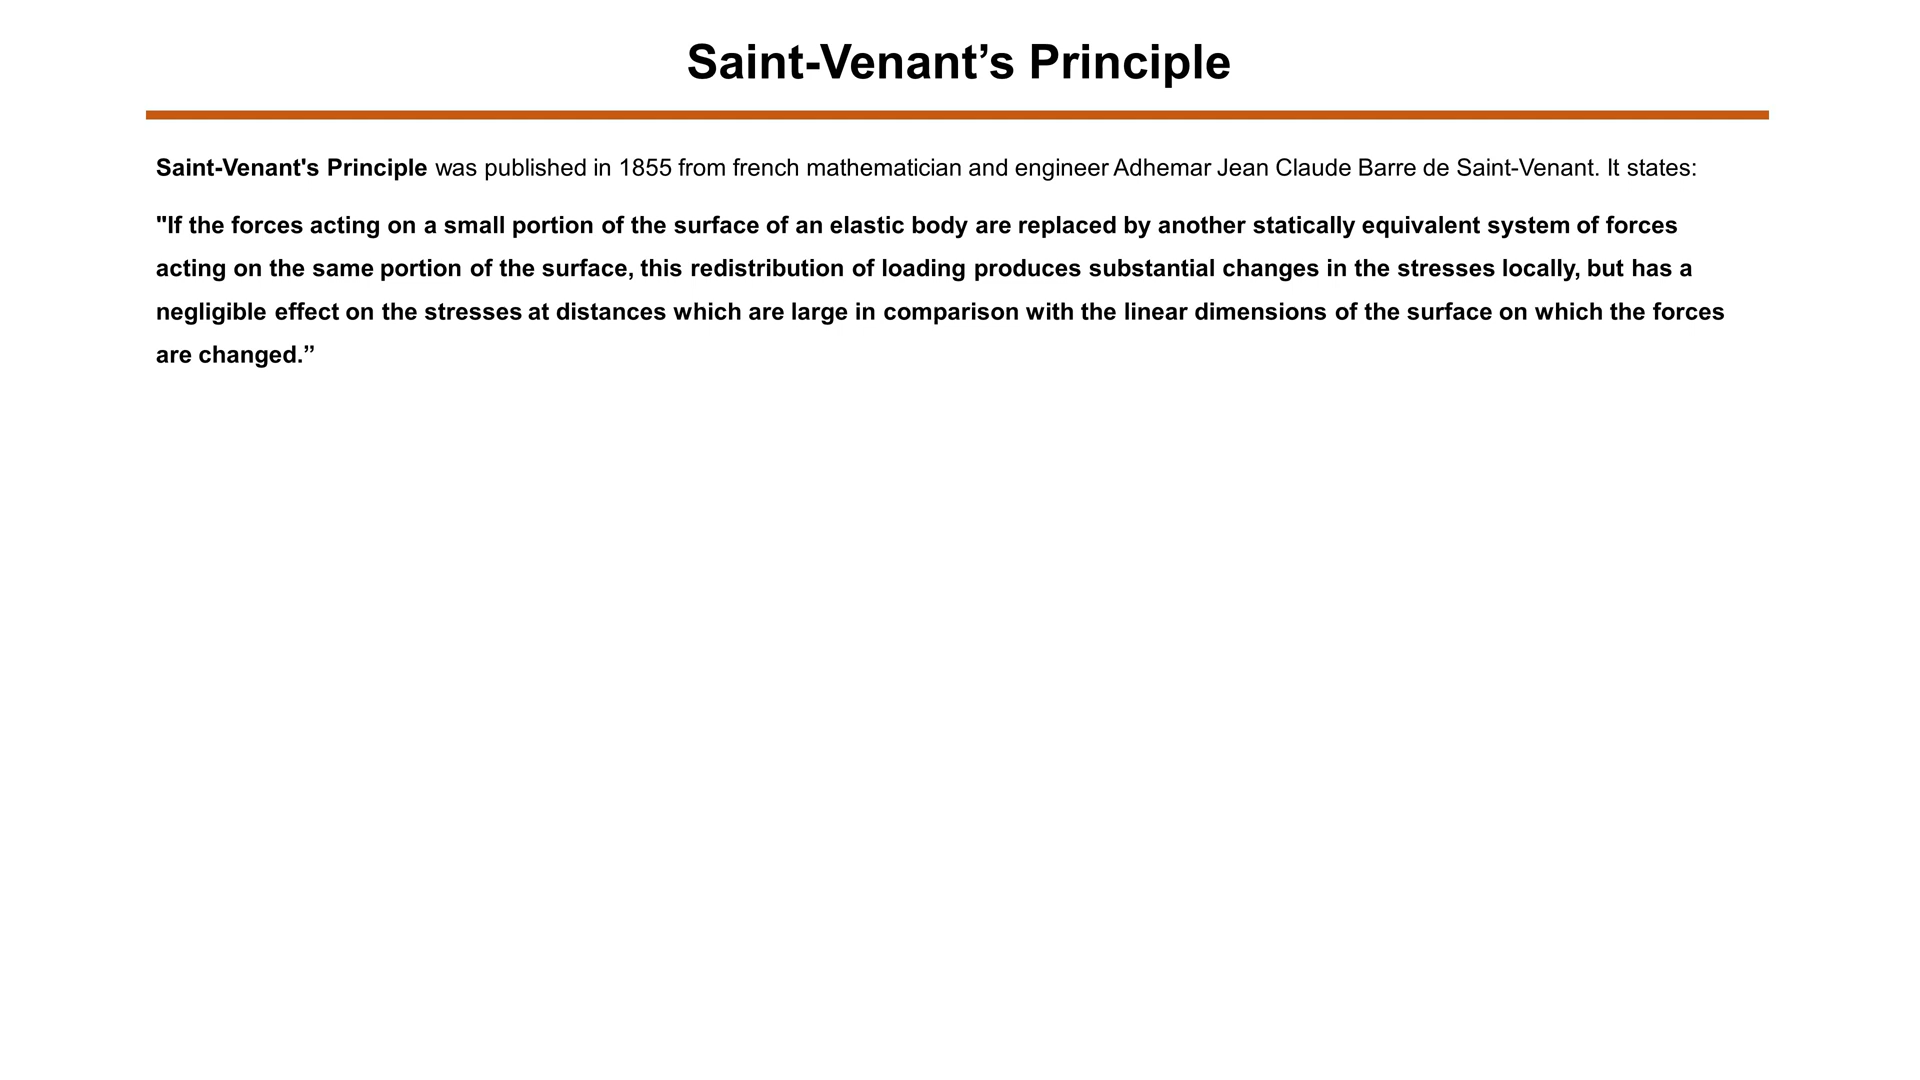 Saint-Venant’s Principle
Saint-Venant's Principle was published in 1855 from french mathematician and engineer Adhemar Jean Claude Barre de Saint-Venant. It states:
"If the forces acting on a small portion of the surface of an elastic body are replaced by another statically equivalent system of forces
acting on the same portion of the surface, this redistribution of loading produces substantial changes in the stresses locally, but has a
negligible effect on the stresses at distances which are large in comparison with the linear dimensions of the surface on which the forces
are changed.”